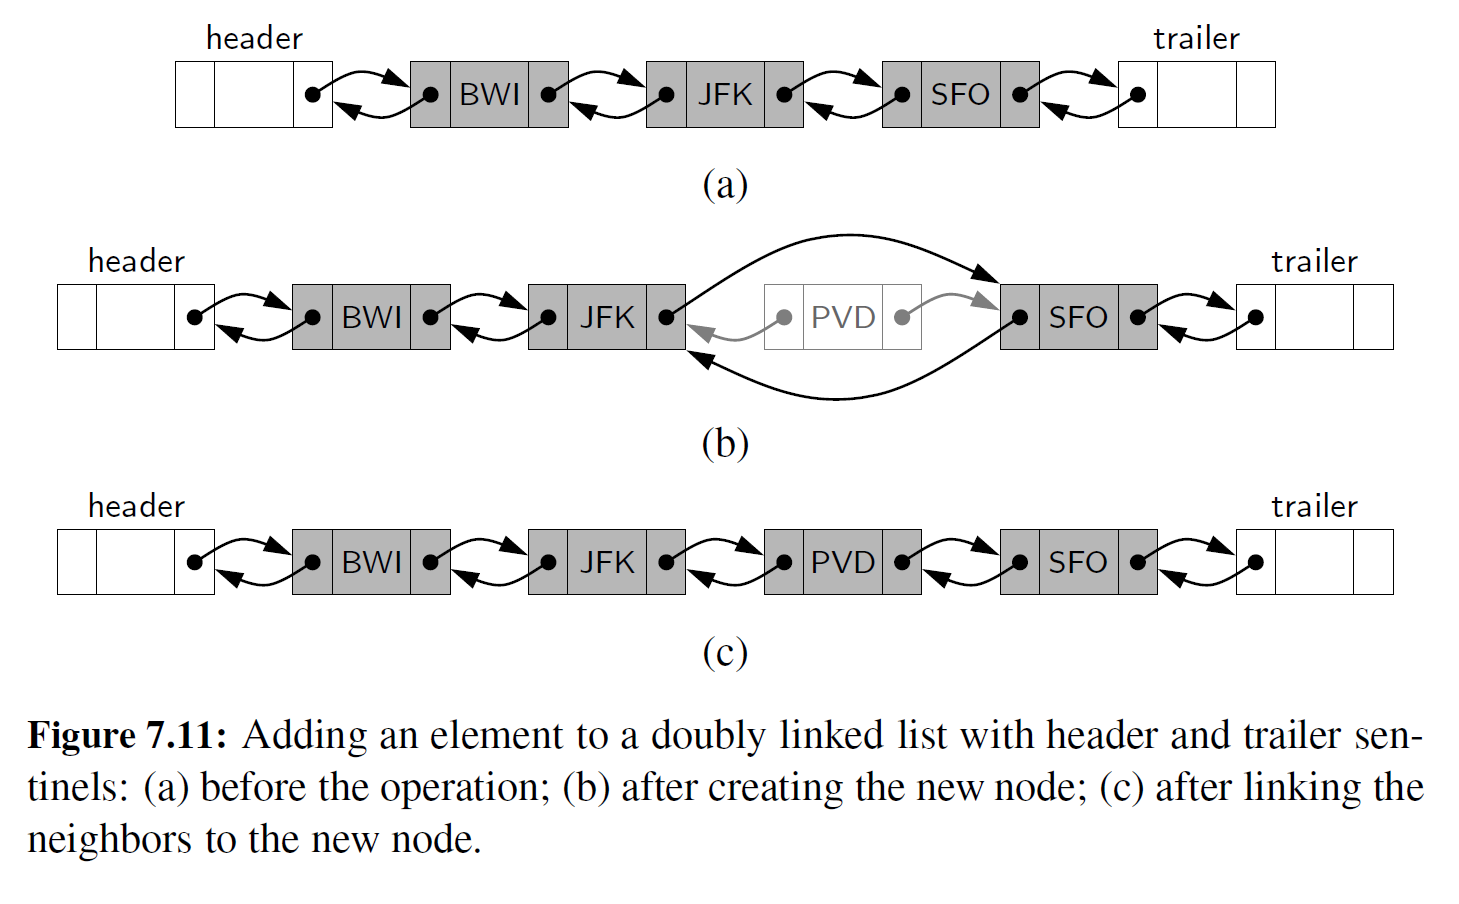 header trailer
BWI JFK SFO
(a)
header trailer
BWI JFK PVD SFO
(b)
header trailer
BWI JFK PVD SFO
(c)
Figure 7.11: Adding an element to a doubly linked list with header and trailer sen-
tinels: (a) before the operation; (b) after creating the new node; (c) after linking the
neighbors to the new node.